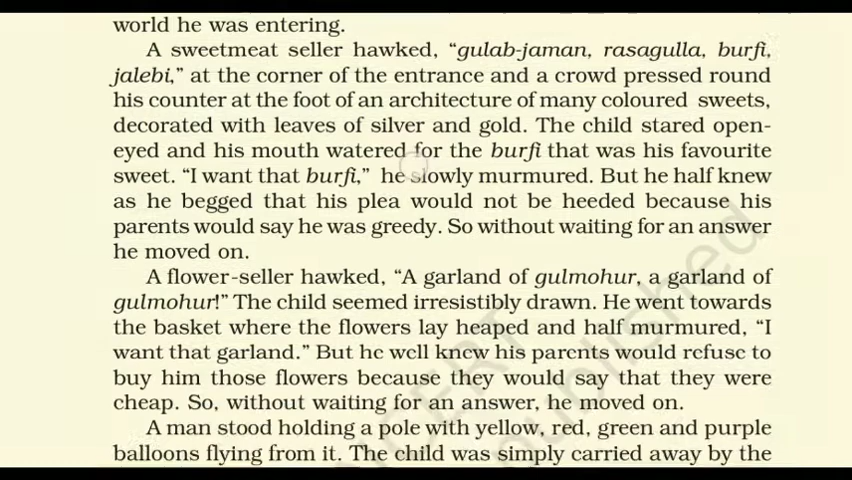 world he was entering.
A sweetmeat seller hawked, “gulab-jaman, rasagulla, burfi,
jalebi,” at the corner of the entrance and a crowd pressed round
his counter at the foot of an architecture of many coloured sweets,
decorated with leaves of silver and gold. The child stared open-
eyed and his mouth watered for the burfi that was his favourite
sweet. “I want that burfi,” he slowly murmured. But he half knew
as he begged that his plea would not be heeded because his
parents would say he was greedy. So without waiting for an answer
he moved on.
A flower-seller hawked, “A garland of gulmohur, a garland of
gulmohur!” The child seemed irresistibly drawn. He went towards
the basket where the flowers lay heaped and half murmured, “I
want that garland.” But he well knew his parents would refuse to
buy him those flowers because they would say that they were
cheap. So, without waiting for an answer, he moved on.
A man stood holding a pole with yellow, red, green and purple
balloons flying from it. The child was simply carried away by the